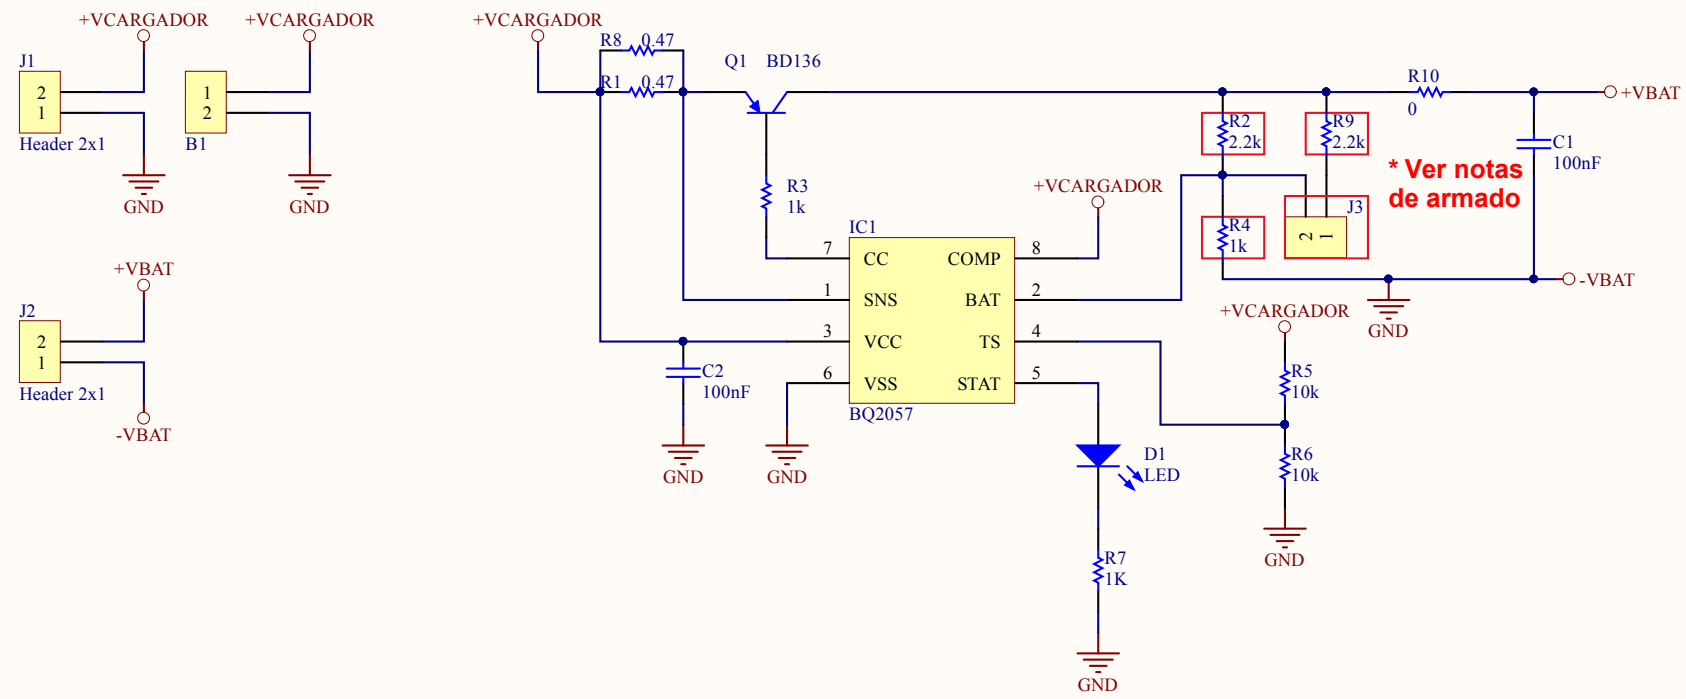 +VCARGADOR
J1
2
1
Header 2x1
GND
+VCARGADOR
1
2
B1
GND
+VBAT
J2
2
1
Header 2x1
-VBAT
+VCARGADOR
R8 0.47
R1 0.47
Q1 BD136
R3
1k
IC1
7 CC
1 SNS
3 VCC
6 VSS
COMP 8
BAT 2
TS 4
STAT 5
BQ2057
C2
100nF
GND
GND
+VCARGADOR
R2
2.2k
R9
2.2k
R4
1k
J3
2
1
* Ver notas
de armado
R10
0
+VBAT
C1
100nF
-VBAT
GND
+VCARGADOR
R5
10k
R6
10k
GND
D1
LED
R7
1K
GND